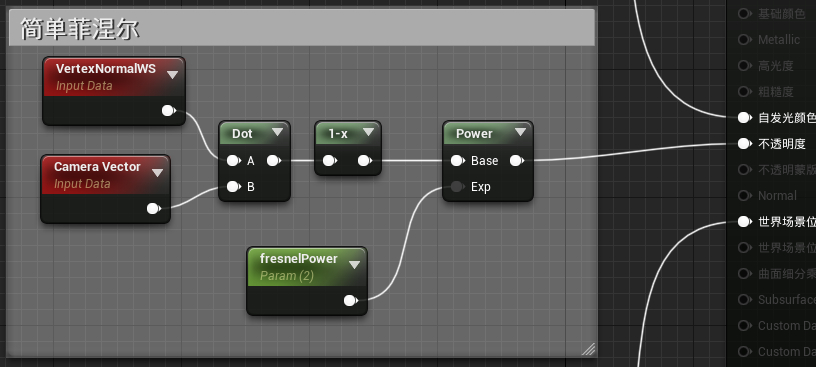 简单菲涅尔
VertexNormalWS
Input Data
Camera Vector
Input Data
Dot
A
B
1-x
Power
Base
Exp
fresnelPower
Param (2)
基础颜色
Metallic
高光度
粗糙度
自发光颜色
不透明度
不透明蒙版
Normal
世界场景位
世界场景位
曲面细分乘
Subsurface
Custom Da
Custom Da